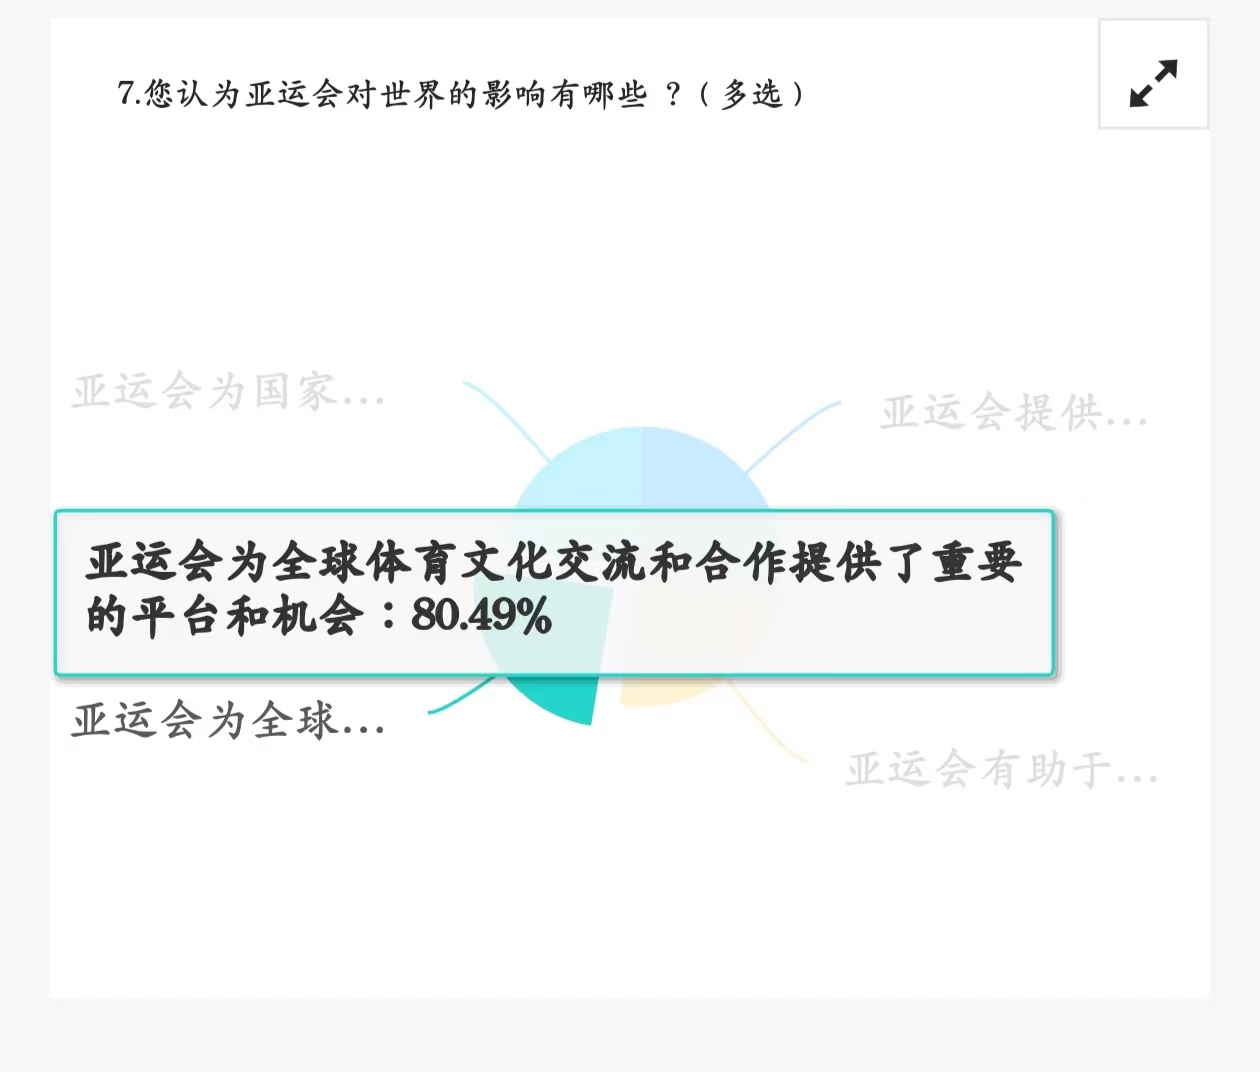 7.您认为亚运会对世界的影响有哪些 ？（多选）
亚运会为国家...
亚运会提供...
亚运会为全球体育文化交流和合作提供了重要
的平台和机会：80.49%
亚运会为全球...
亚运会有助于...